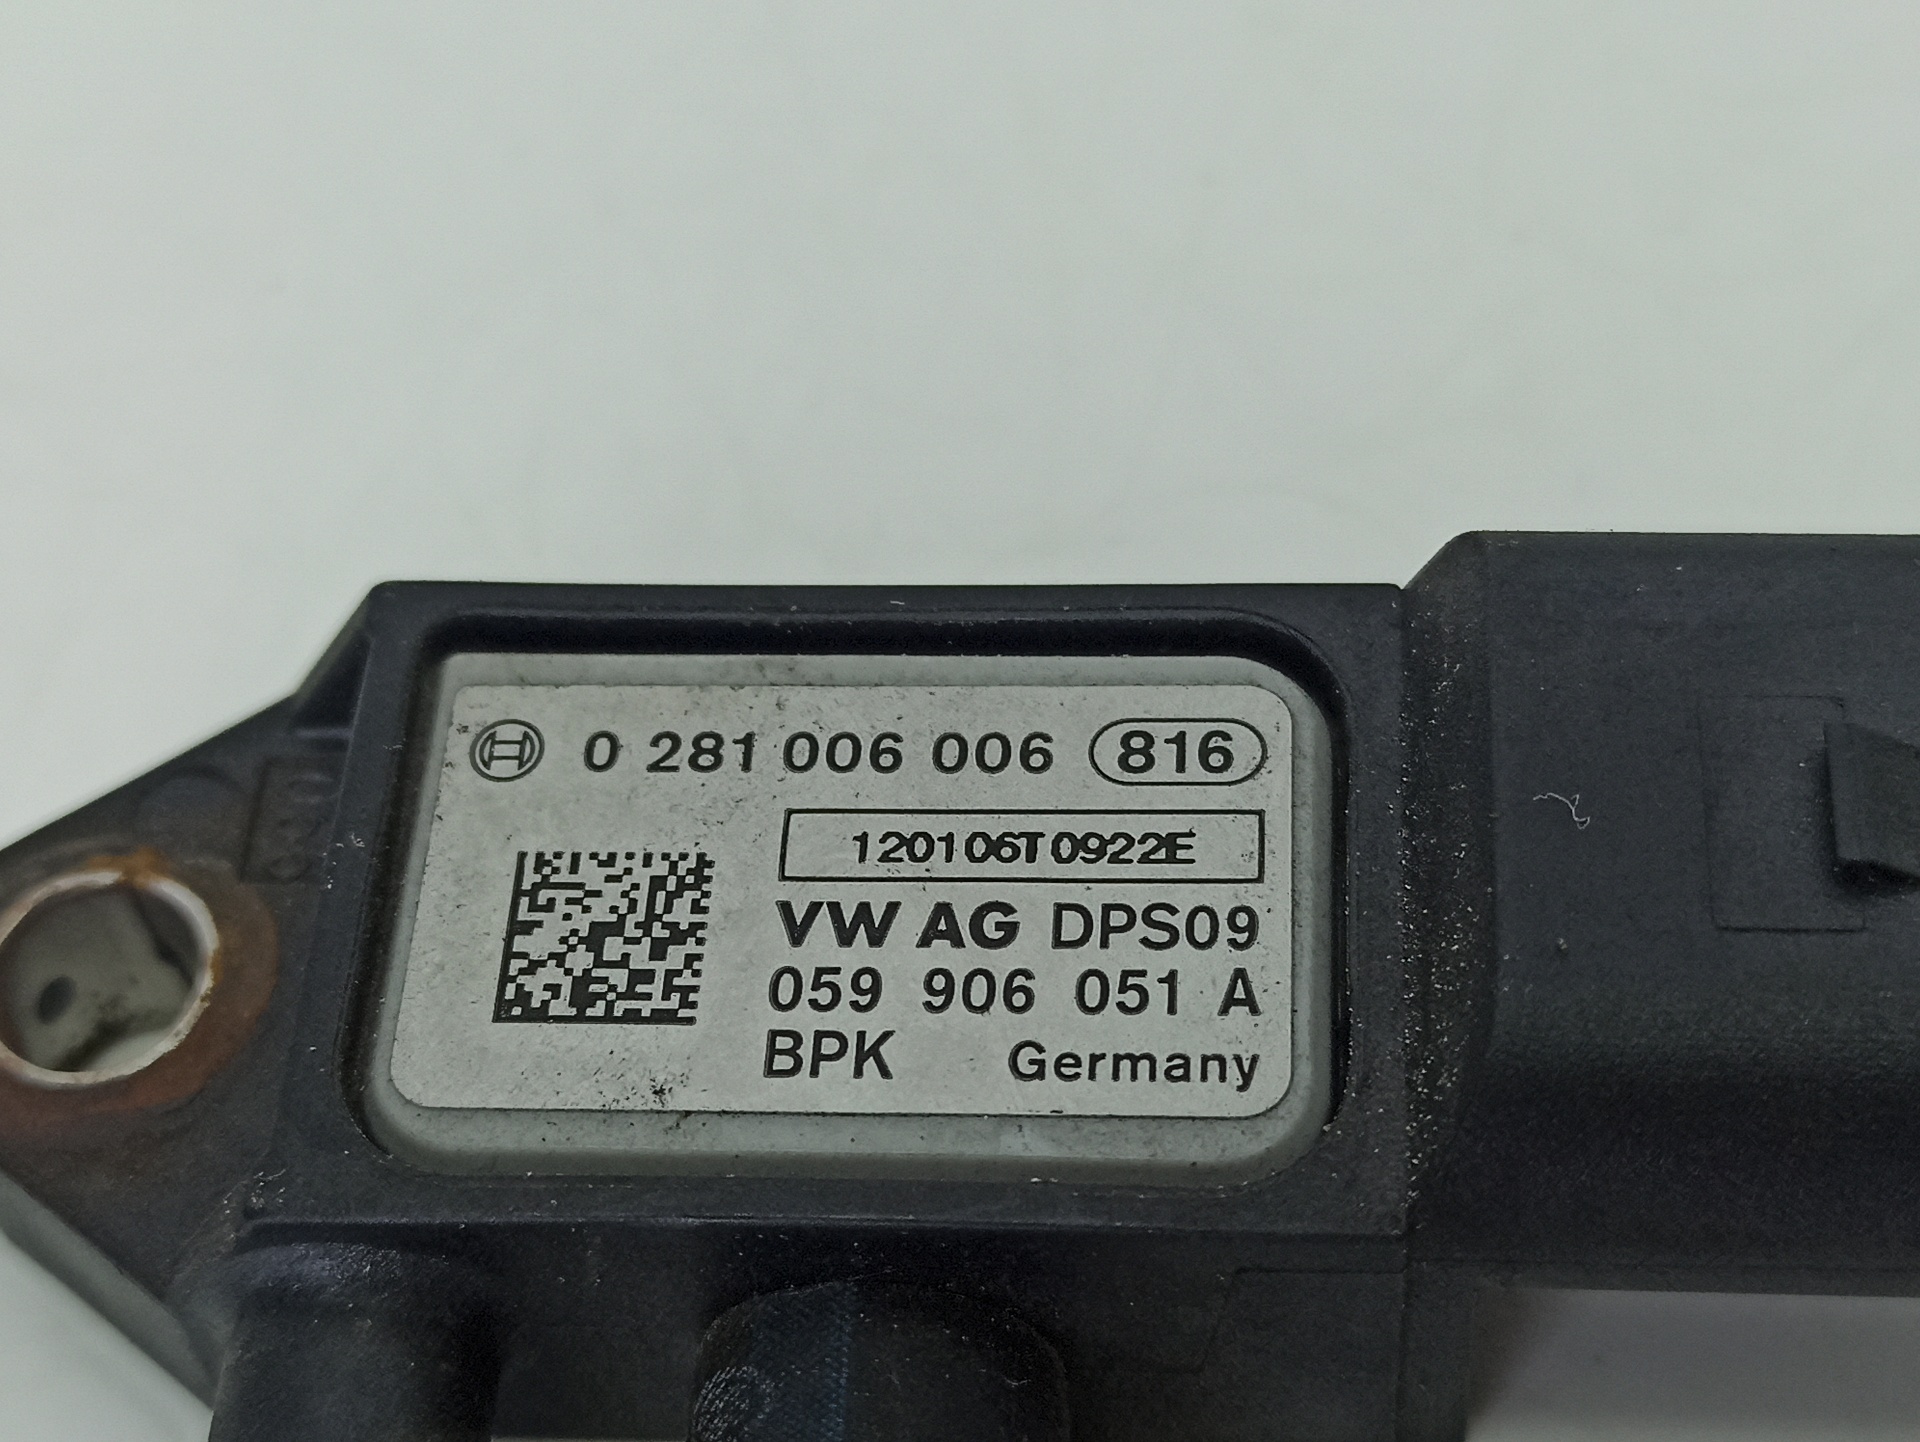 0 281 006 006 816
120106T0922E
VW AG DPS09
059 906 051 A
BPK Germany